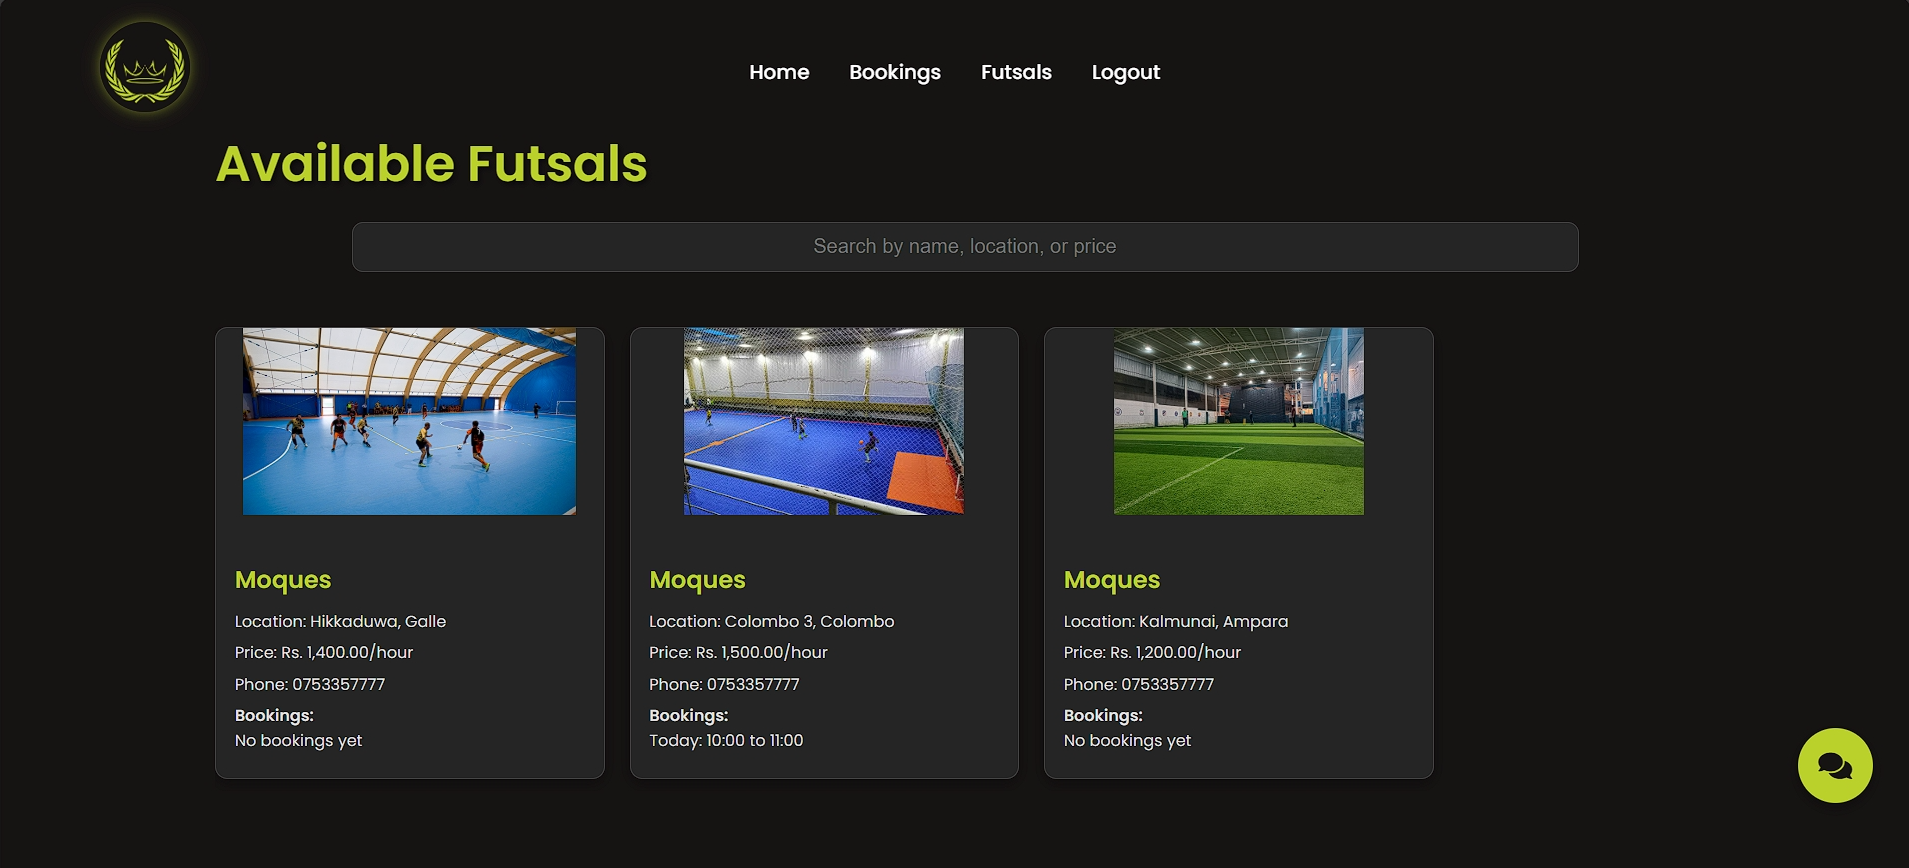 Home Bookings Futsals Logout
Available Futsals
Search by name, location, or price
Moques
Location: Hikkaduwa, Galle
Price: Rs. 1,400.00/hour
Phone: 0753357777
Bookings:
No bookings yet
Moques
Location: Colombo 3, Colombo
Price: Rs. 1,500.00/hour
Phone: 0753357777
Bookings:
Today: 10:00 to 11:00
Moques
Location: Kalmunai, Ampara
Price: Rs. 1,200.00/hour
Phone: 0753357777
Bookings:
No bookings yet